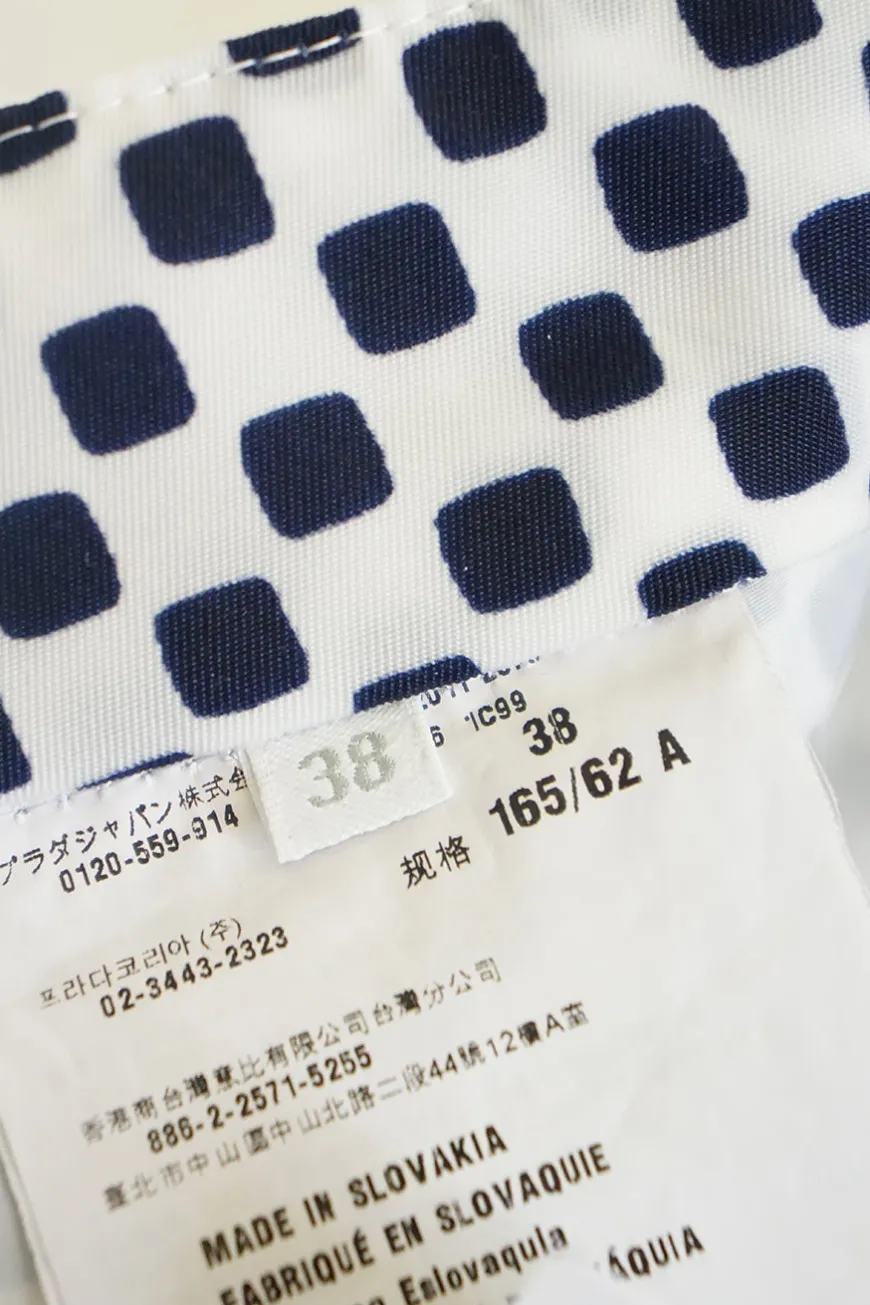 38
1C99
38
165/62 A
规格
プラダジャパン株式会
0120-559-914
프라다코리아 (주)
02-3443-2323
香港商台灣意比有限公司台灣分公司
886-2-2571-5255
臺北市中山區中山北路二段44號12樓A室
MADE IN SLOVAKIA
FABRIQUÉ EN SLOVAQUIE
Eslovaquia
ÁQUIA